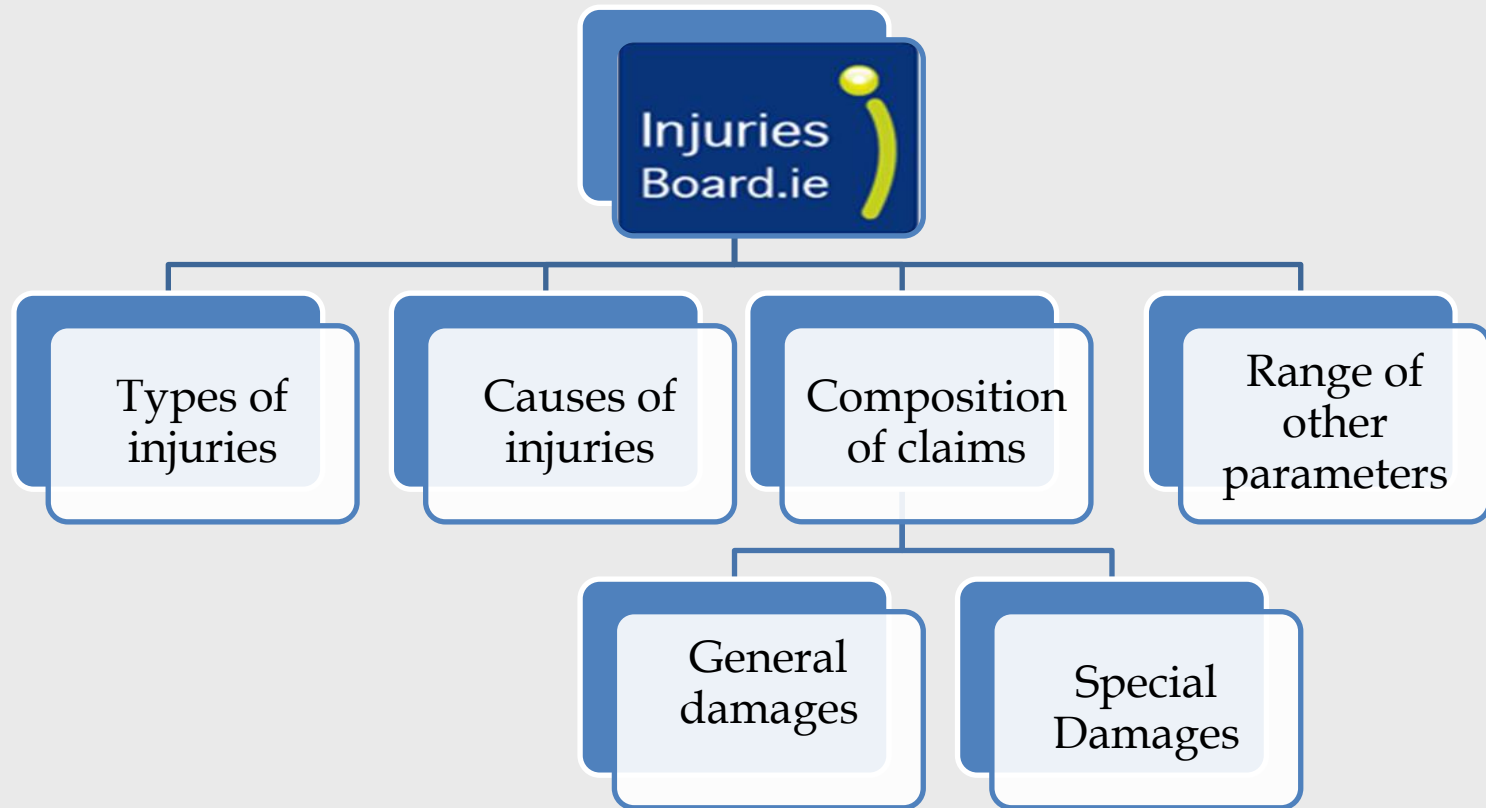 Injuries
Board.ie
Types of
injuries
Causes of
injuries
Composition
of claims
Range of
other
parameters
General
damages
Special
Damages